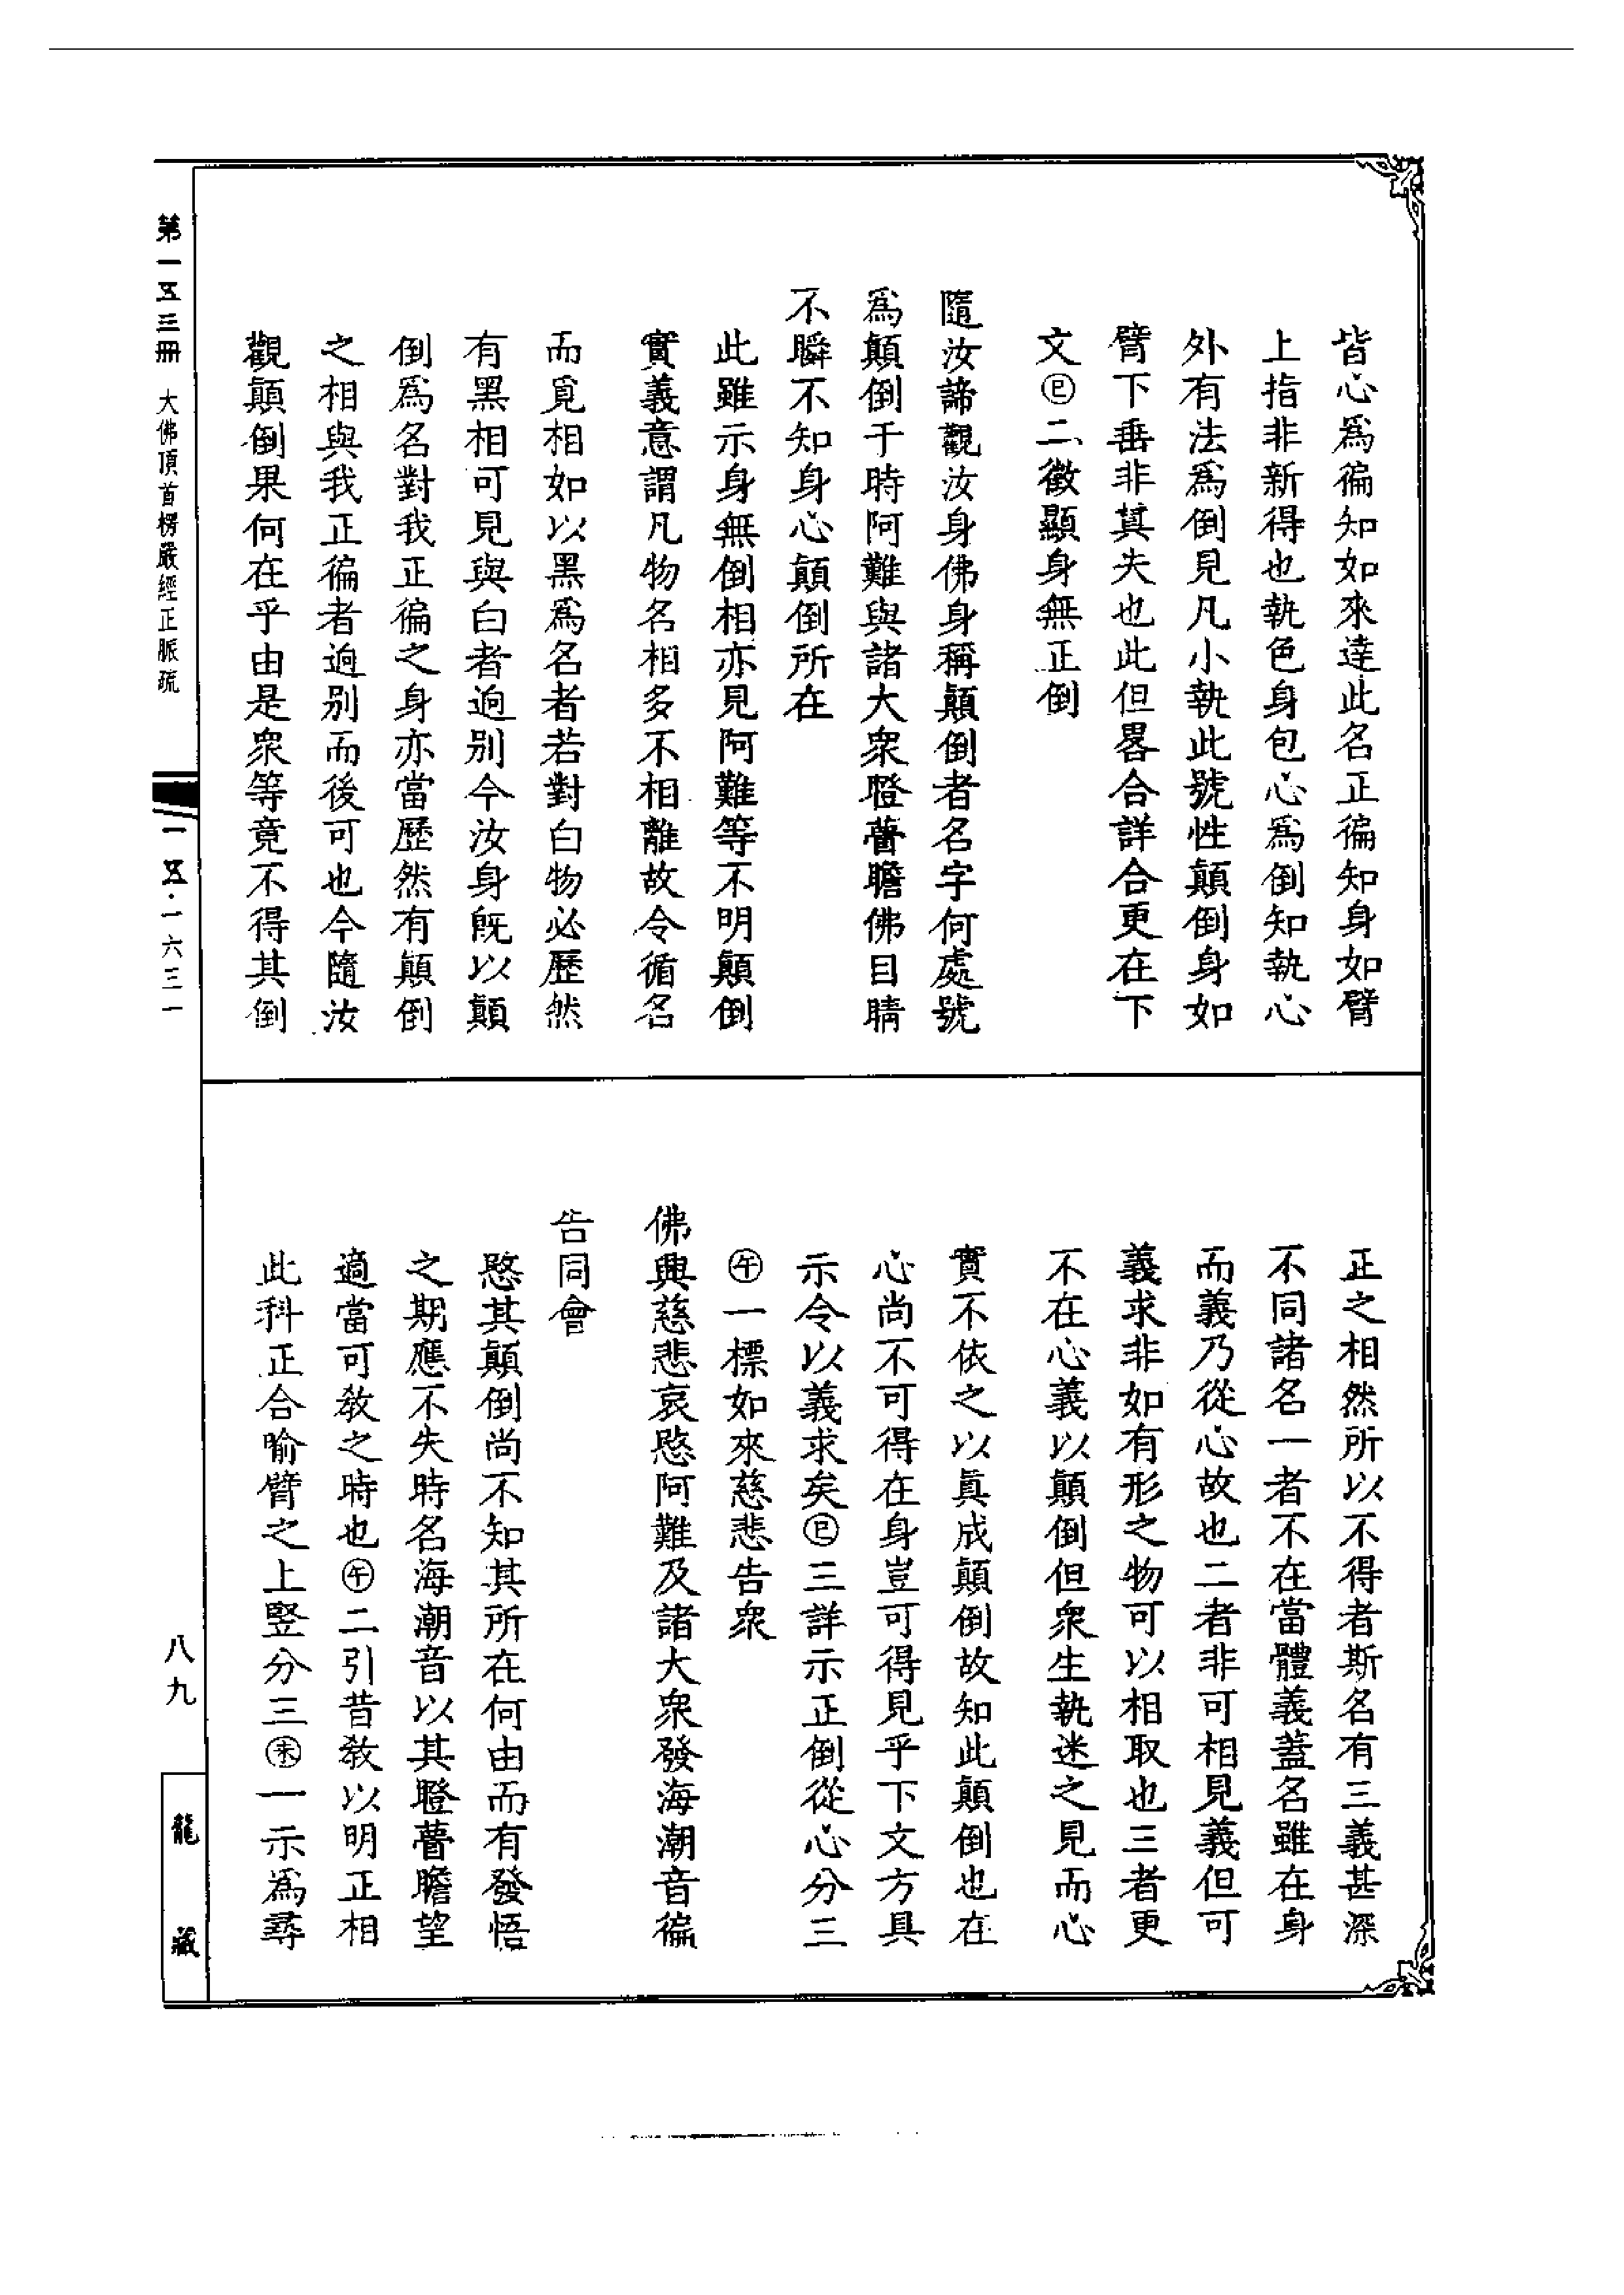 皆心爲徧知如來達此名正徧知身如臂
上指非新得也執色身包心爲倒知執心
外有法爲倒見凡小執此號性顛倒身如
臂下垂非其失也此但畧合詳合更在下
文㊁二徵顯身無正倒
隨汝諦觀汝身佛身稱顛倒者名字何處號
爲顛倒于時阿難與諸大衆瞪瞢瞻佛目睛
不瞬不知身心顛倒所在
此雖示身無倒相亦見阿難等不明顛倒
實義意謂凡物名相多不相離故令循名
而覓相如以黑爲名者若對白物必歷然
有黑相可見與白者逈別今汝身旣以顛
倒爲名對我正徧之身亦當歷然有顛倒
之相與我正徧者逈別而後可也今隨汝
觀顛倒果何在乎由是衆等竟不得其倒
正之相然所以不得者斯名有三義甚深
不同諸名一者不在當體義蓋名雖在身
而義乃從心故也二者非可相見義但可
義求非如有形之物可以相取也三者更
不在心義以顛倒但衆生執迷之見而心
實不依之以眞成顛倒故知此顛倒也在
心尚不可得在身豈可得見乎下文方具
示令以義求矣㊂三詳示正倒從心分三
㊄一標如來慈悲告衆
佛興慈悲哀愍阿難及諸大衆發海潮音徧
告同會
愍其顛倒尚不知其所在何由而有發悟
之期應不失時名海潮音以其瞪瞢瞻望
適當可教之時也㊄二引昔教以明正相
此科正合喻臂之上竪分三㊍一示爲尋
第一五三冊 大佛頂首楞嚴經正脈疏
一五·一六三一
八九
龍藏